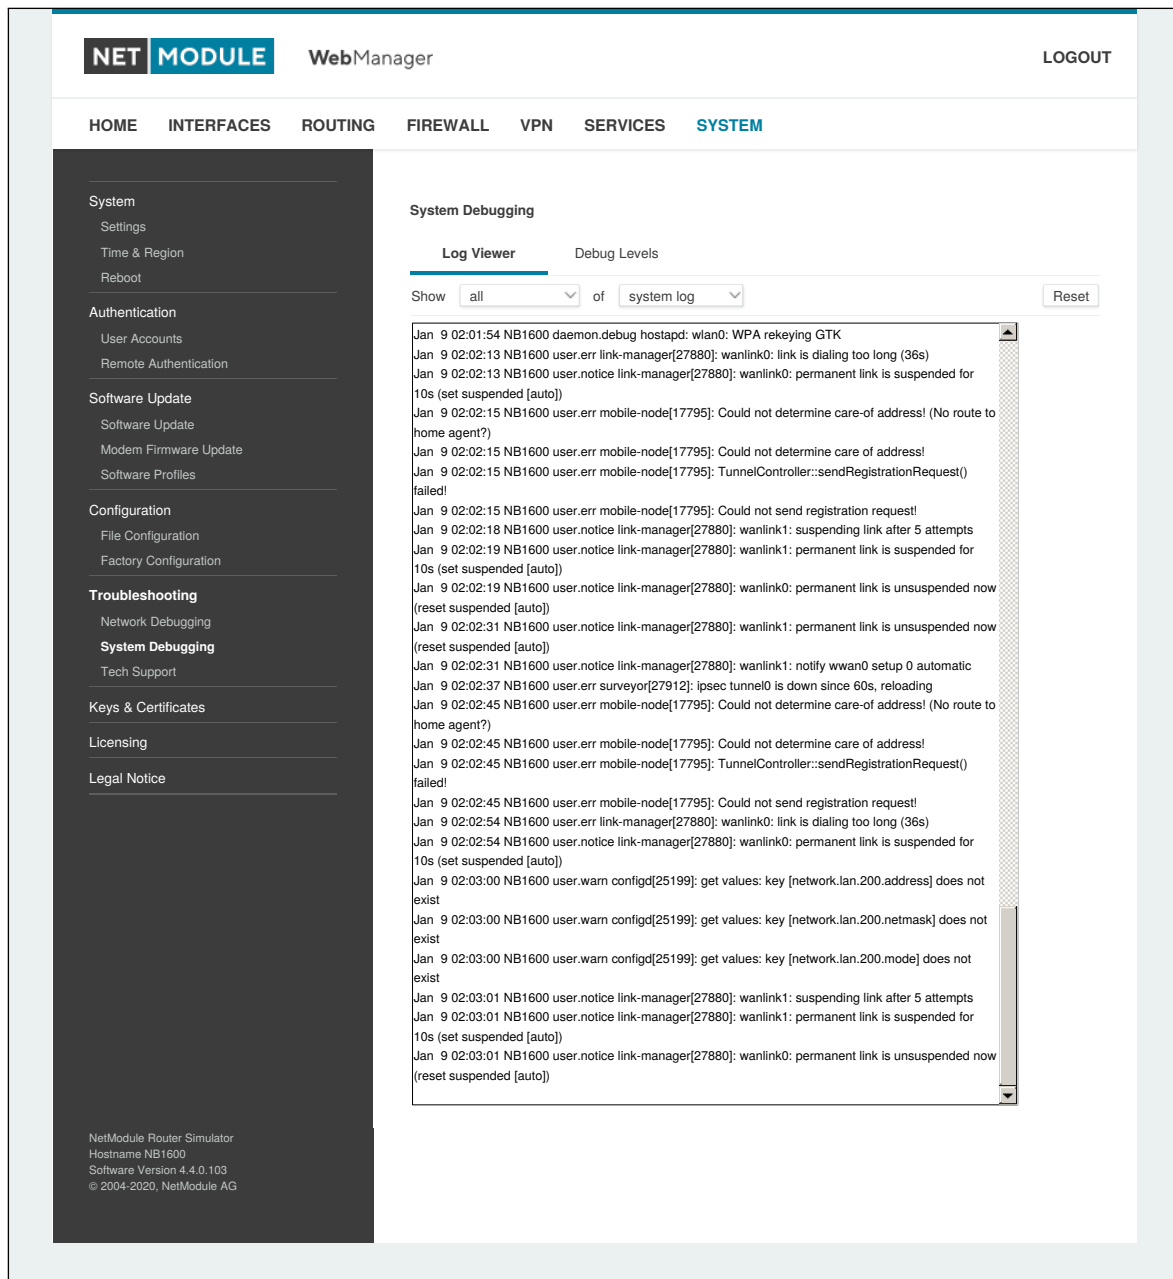 NET MODULE WebManager LOGOUT
HOME INTERFACES ROUTING FIREWALL VPN SERVICES SYSTEM
System
Settings
Time & Region
Reboot
Authentication
User Accounts
Remote Authentication
Software Update
Software Update
Modem Firmware Update
Software Profiles
Configuration
File Configuration
Factory Configuration
Troubleshooting
Network Debugging
System Debugging
Tech Support
Keys & Certificates
Licensing
Legal Notice
NetModule Router Simulator
Hostname NB1600
Software Version 4.4.0.103
© 2004-2020, NetModule AG
System Debugging
Log Viewer Debug Levels
Show all of system log Reset
Jan 9 02:01:54 NB1600 daemon.debug hostapd: wlan0: WPA rekeying GTK
Jan 9 02:02:13 NB1600 user.err link-manager[27880]: wanlink0: link is dialing too long (36s)
Jan 9 02:02:13 NB1600 user.notice link-manager[27880]: wanlink0: permanent link is suspended for
10s (set suspended [auto])
Jan 9 02:02:15 NB1600 user.err mobile-node[17795]: Could not determine care-of address! (No route to
home agent?)
Jan 9 02:02:15 NB1600 user.err mobile-node[17795]: Could not determine care of address!
Jan 9 02:02:15 NB1600 user.err mobile-node[17795]: TunnelController::sendRegistrationRequest()
failed!
Jan 9 02:02:15 NB1600 user.err mobile-node[17795]: Could not send registration request!
Jan 9 02:02:18 NB1600 user.notice link-manager[27880]: wanlink1: suspending link after 5 attempts
Jan 9 02:02:19 NB1600 user.notice link-manager[27880]: wanlink1: permanent link is suspended for
10s (set suspended [auto])
Jan 9 02:02:19 NB1600 user.notice link-manager[27880]: wanlink0: permanent link is unsuspended now
(reset suspended [auto])
Jan 9 02:02:31 NB1600 user.notice link-manager[27880]: wanlink1: permanent link is unsuspended now
(reset suspended [auto])
Jan 9 02:02:31 NB1600 user.notice link-manager[27880]: wanlink1: notify wwan0 setup 0 automatic
Jan 9 02:02:37 NB1600 user.err surveyor[27912]: ipsec tunnel0 is down since 60s, reloading
Jan 9 02:02:45 NB1600 user.err mobile-node[17795]: Could not determine care-of address! (No route to
home agent?)
Jan 9 02:02:45 NB1600 user.err mobile-node[17795]: Could not determine care of address!
Jan 9 02:02:45 NB1600 user.err mobile-node[17795]: TunnelController::sendRegistrationRequest()
failed!
Jan 9 02:02:45 NB1600 user.err mobile-node[17795]: Could not send registration request!
Jan 9 02:02:54 NB1600 user.err link-manager[27880]: wanlink0: link is dialing too long (36s)
Jan 9 02:02:54 NB1600 user.notice link-manager[27880]: wanlink0: permanent link is suspended for
10s (set suspended [auto])
Jan 9 02:03:00 NB1600 user.warn configd[25199]: get values: key [network.lan.200.address] does not
exist
Jan 9 02:03:00 NB1600 user.warn configd[25199]: get values: key [network.lan.200.netmask] does not
exist
Jan 9 02:03:00 NB1600 user.warn configd[25199]: get values: key [network.lan.200.mode] does not
exist
Jan 9 02:03:01 NB1600 user.notice link-manager[27880]: wanlink1: suspending link after 5 attempts
Jan 9 02:03:01 NB1600 user.notice link-manager[27880]: wanlink1: permanent link is suspended for
10s (set suspended [auto])
Jan 9 02:03:01 NB1600 user.notice link-manager[27880]: wanlink0: permanent link is unsuspended now
(reset suspended [auto])